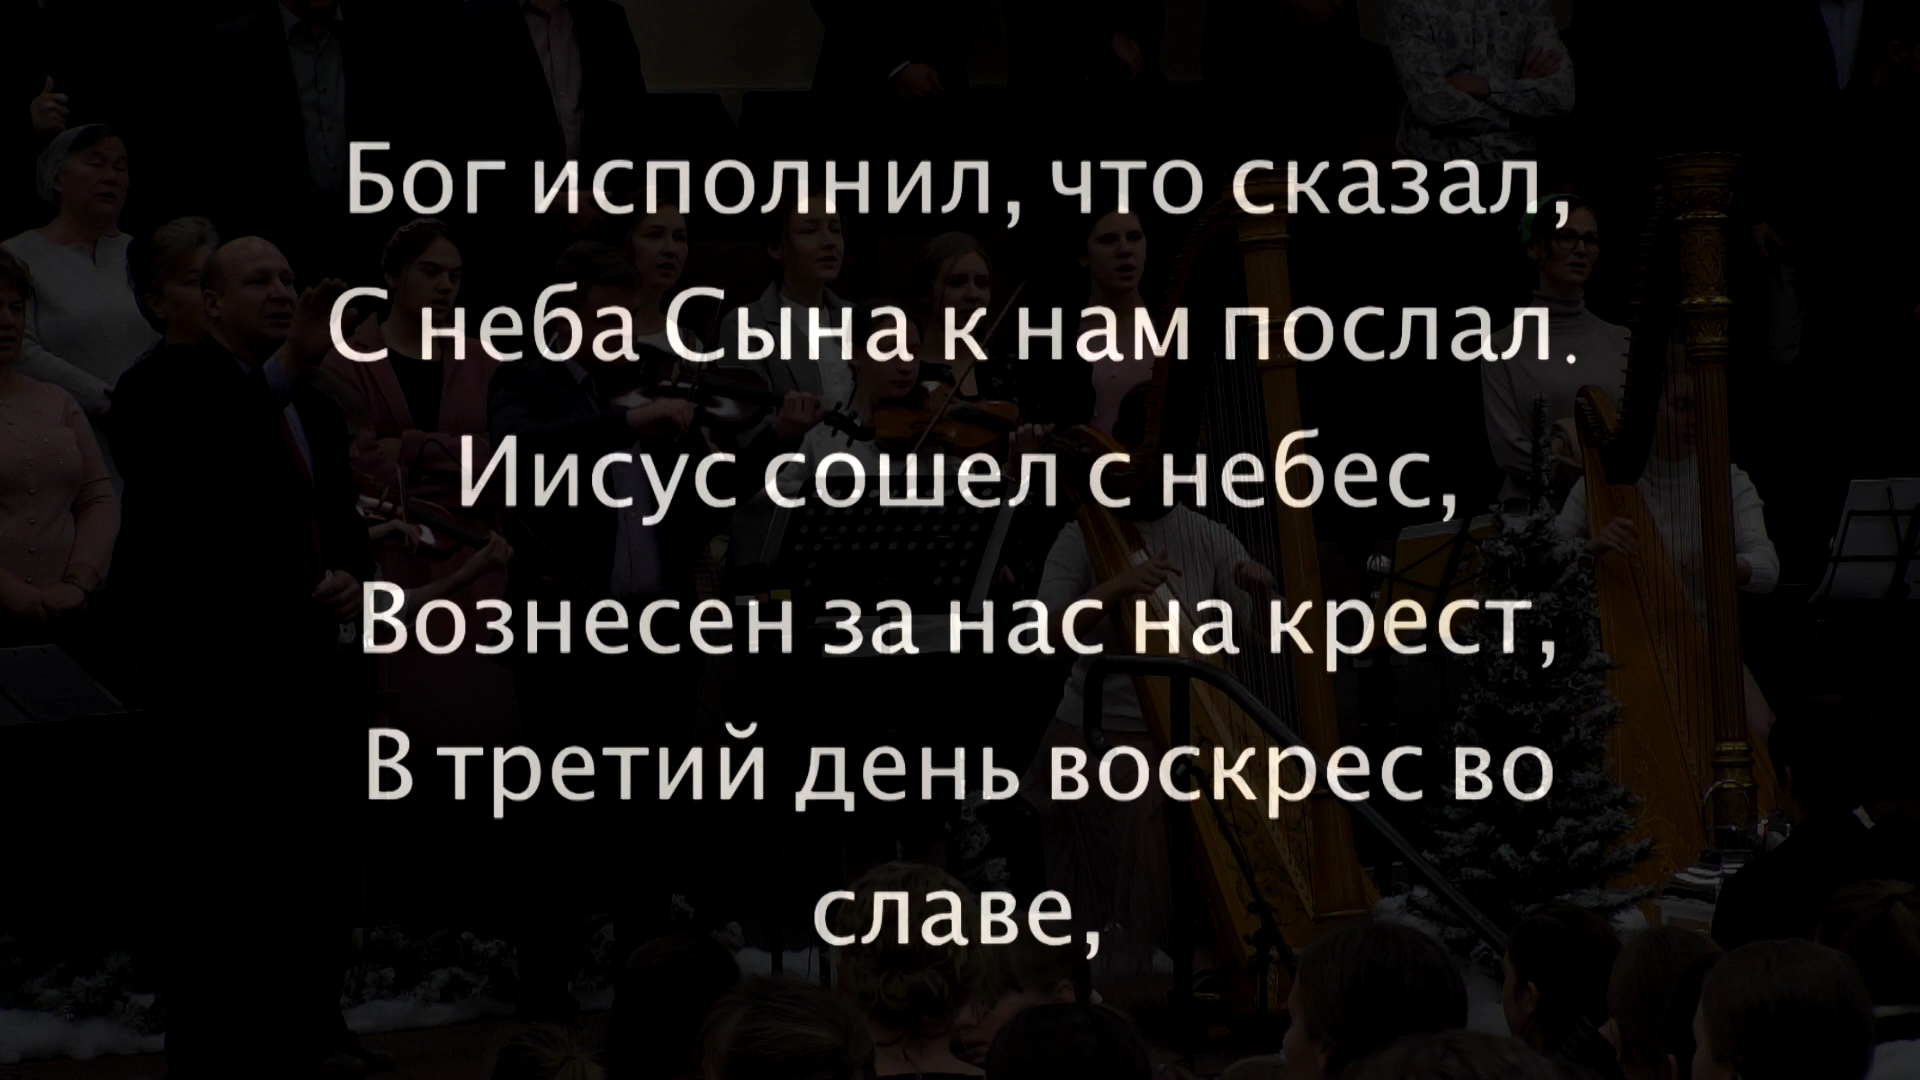 Бог исполнил, что сказал,
С неба Сына к нам послал.
Иисус сошел с небес,
Вознесен за нас на крест,
В третий день воскрес во
славе,